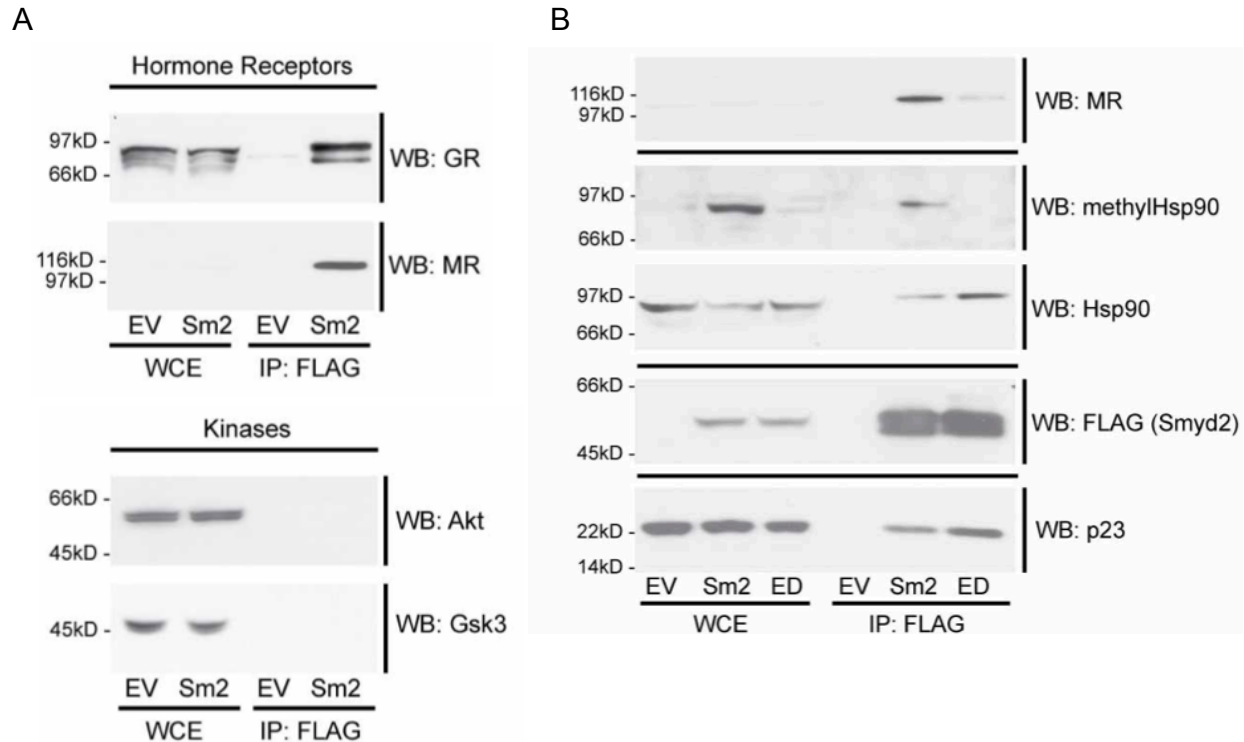 A
Hormone Receptors
97kD -
66kD -
WB: GR
116kD -
97kD -
WB: MR
EV Sm2 EV Sm2
WCE IP: FLAG
Kinases
66kD -
45kD -
WB: Akt
45kD -
WB: Gsk3
EV Sm2 EV Sm2
WCE IP: FLAG
B
116kD -
97kD -
WB: MR
97kD -
66kD -
WB: methylHsp90
97kD -
66kD -
WB: Hsp90
66kD -
45kD -
WB: FLAG (Smyd2)
22kD -
14kD -
WB: p23
EV Sm2 ED EV Sm2 ED
WCE IP: FLAG